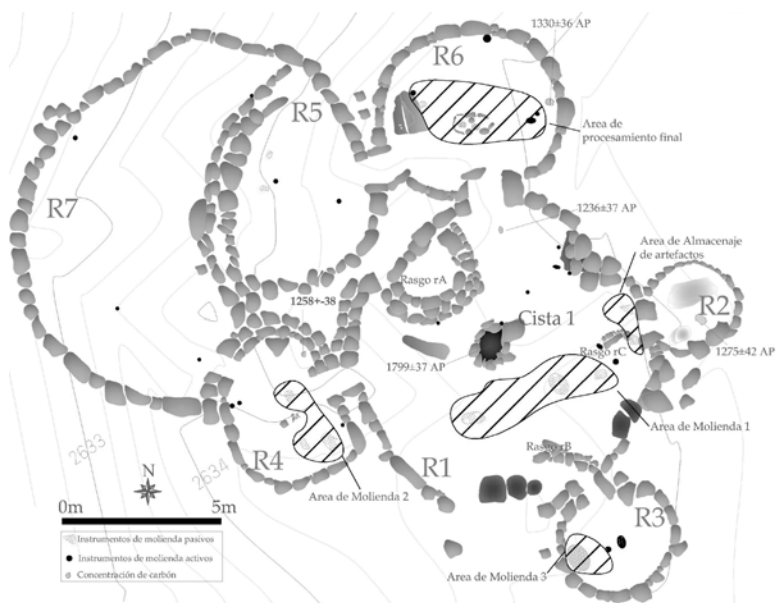 1330±36 AP
R6
R5
Area de
procesamiento final
R7
1236±37 AP
Area de Almacenaje
de artefactos
Rasgo rA
R2
1258+-38
Cista 1
Rasgo rC
1275±42 AP
1799±37 AP
Area de Molienda 1
R4
R1
Rasgo rB
2633
2634
N
Area de Molienda 2
R3
0m
5m
Instrumentos de molienda pasivos
Instrumentos de molienda activos
Concentración de carbón
Area de Molienda 3